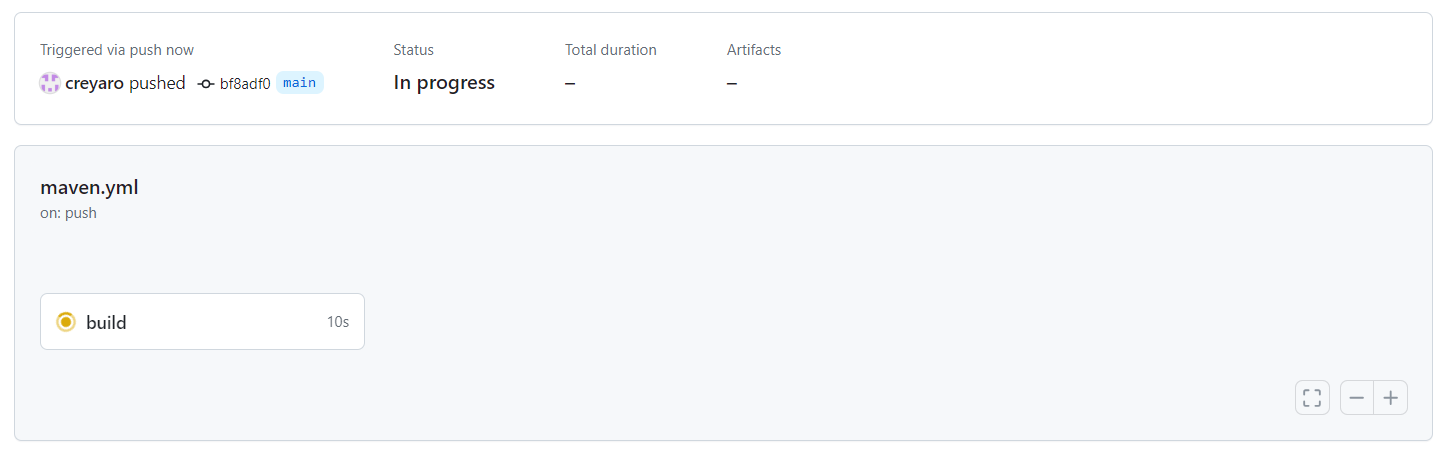 Triggered via push now
Status
Total duration
Artifacts
creyaro pushed bf8adf0 main
In progress
–
–
maven.yml
on: push
build
10s